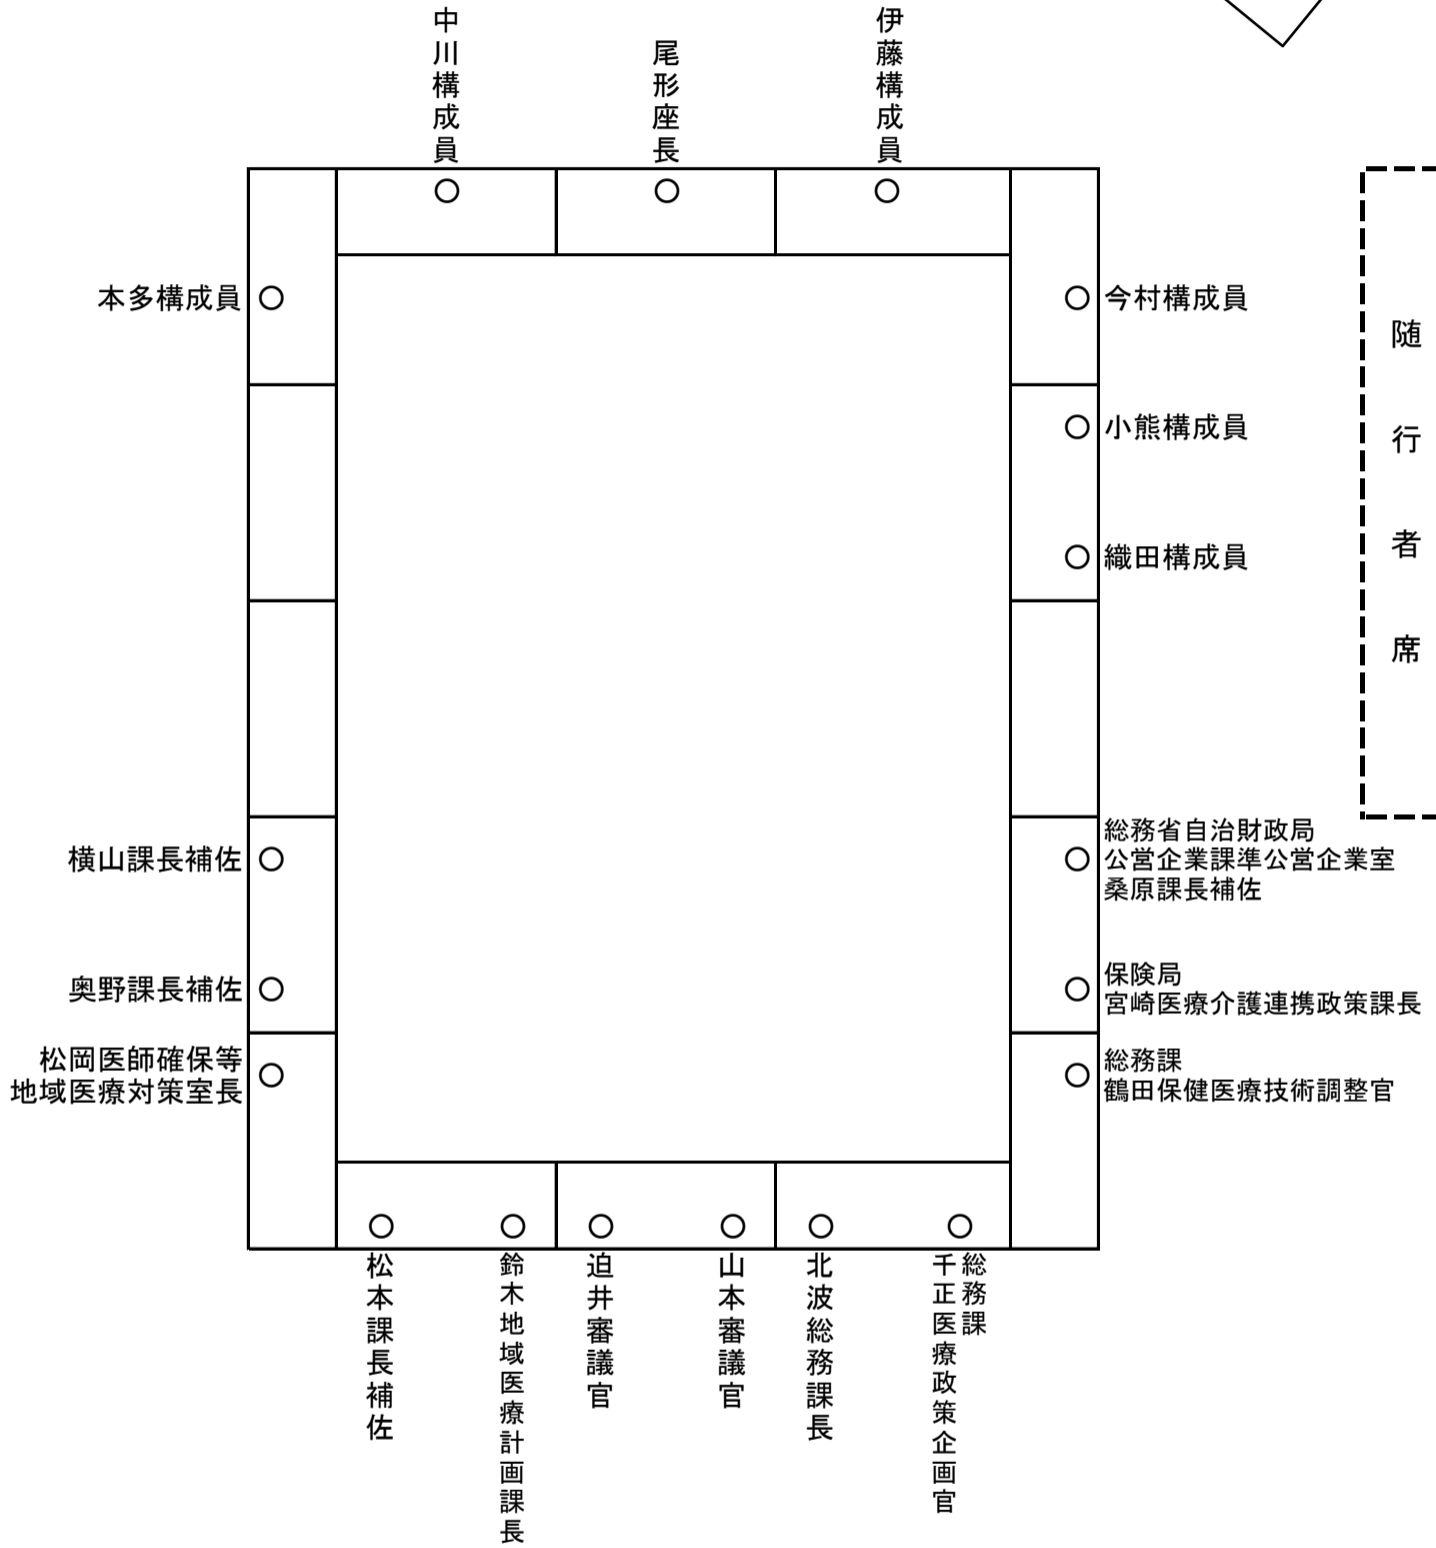 中川構成員
尾形座長
伊藤構成員
本多構成員
今村構成員
小熊構成員
織田構成員
随行者席
横山課長補佐
総務省自治財政局
公営企業課準公営企業室
桑原課長補佐
奥野課長補佐
保険局
宮崎医療介護連携政策課長
松岡医師確保等
地域医療対策室長
総務課
鶴田保健医療技術調整官
松本課長補佐
鈴木地域医療計画課長
迫井審議官
山本審議官
北波総務課長
総務課
千正医療政策企画官